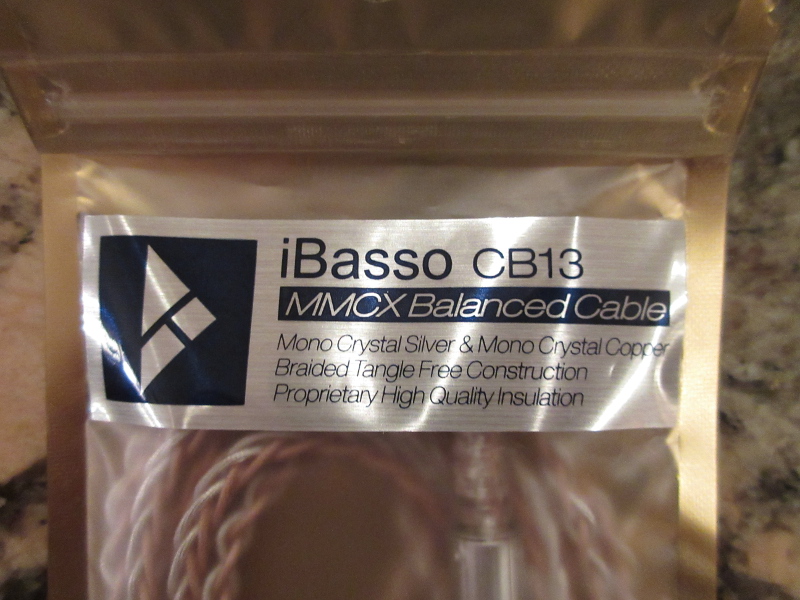 iBasso CB13
MMCX Balanced Cable
Mono Crystal Silver & Mono Crystal Copper
Braided Tangle Free Construction
Proprietary High Quality Insulation